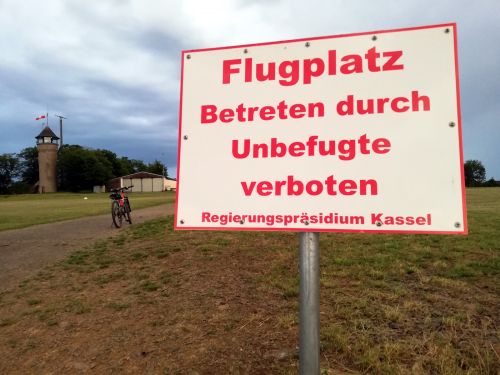 Flugplatz
Betreten durch
Unbefugte
verboten
Regierungspräsidium Kassel